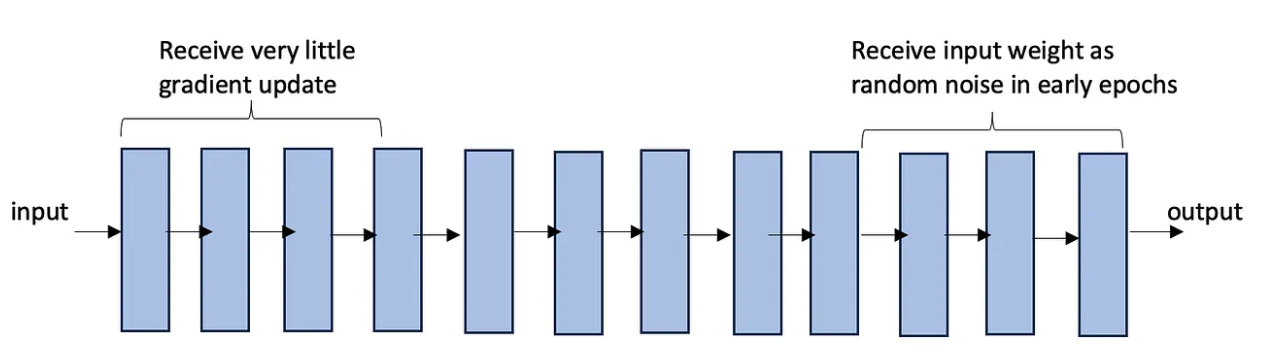 Receive very little
gradient update
Receive input weight as
random noise in early epochs
input
output